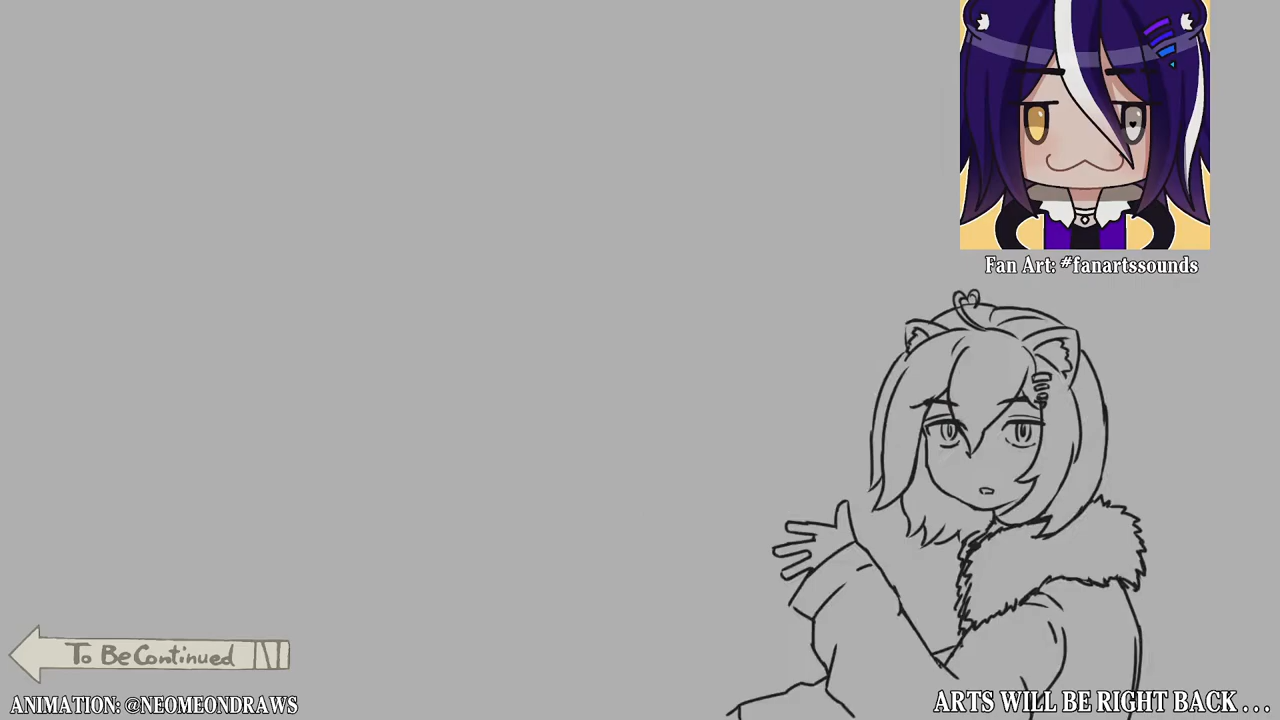 Fan Art: #fanartssounds
To Be Continued
ANIMATION: @NEOMEONDRAWS
ARTS WILL BE RIGHT BACK . . .